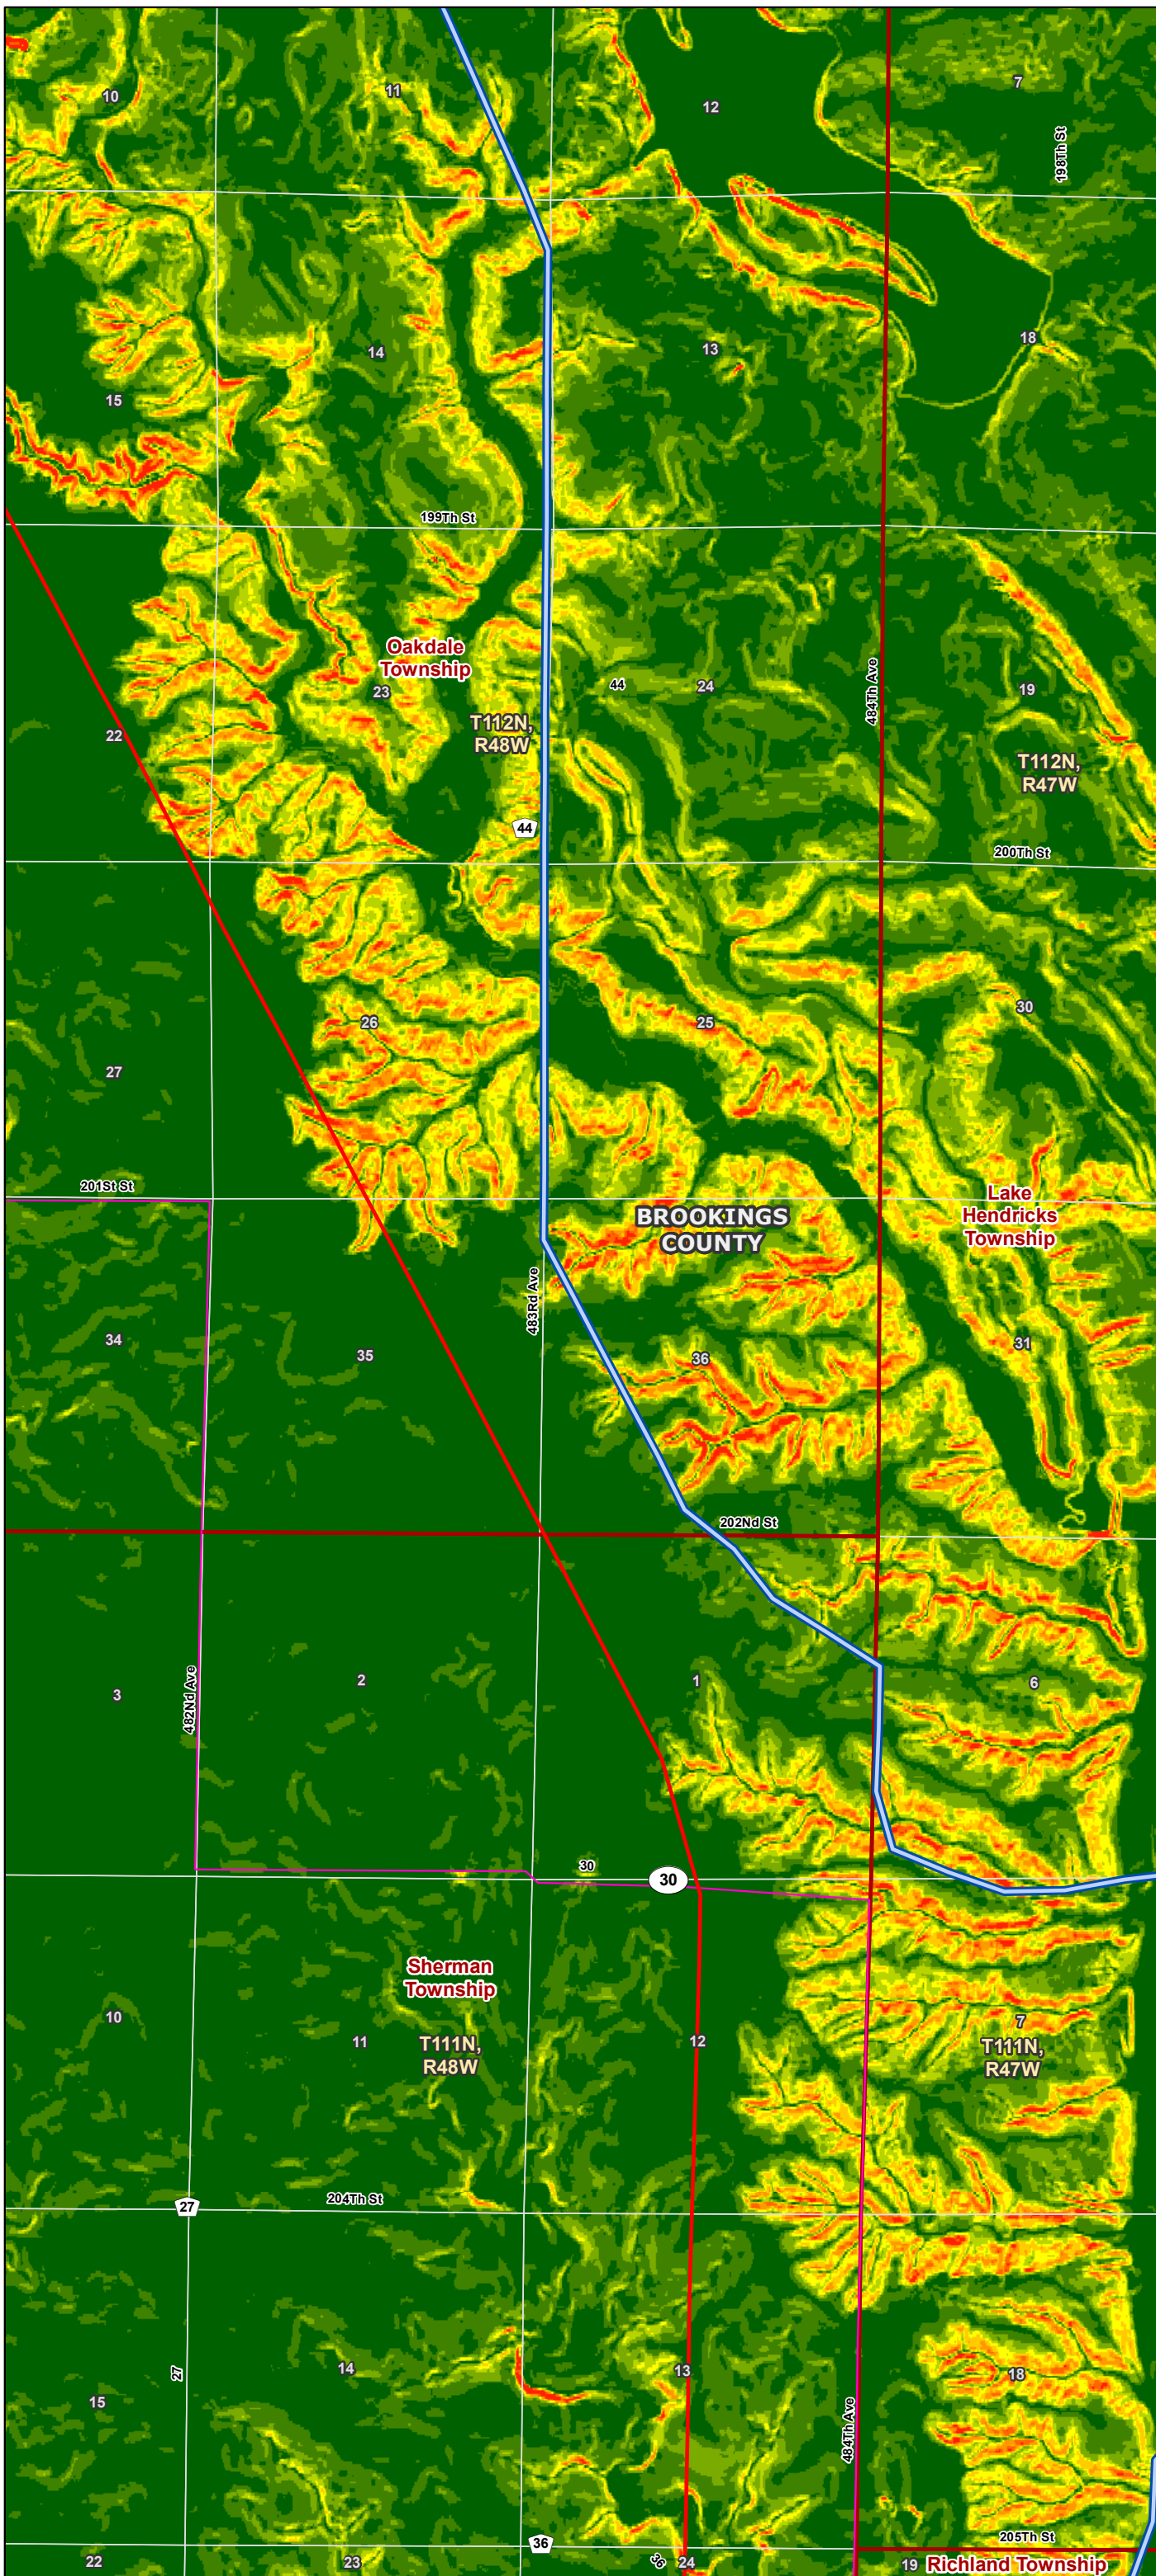 10
11
12
7
198Th St
14
13
18
15
199Th St
Oakdale
Township
23
44
24
19
484Th Ave
T112N,
R48W
22
T112N,
R47W
44
200Th St
26
25
30
27
201St St
Lake
Hendricks
Township
BROOKINGS
COUNTY
483Rd Ave
34
35
36
31
202Nd St
3
482Nd Ave
2
1
6
30
30
Sherman
Township
10
11
T111N,
R48W
12
7
T111N,
R47W
27
204Th St
27
14
13
18
15
484Th Ave
36
205Th St
22
23
36
24
19
Richland Township